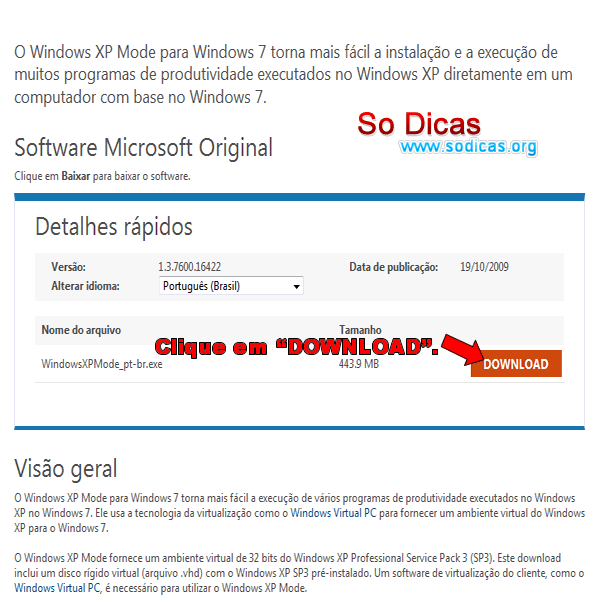 O Windows XP Mode para Windows 7 torna mais fácil a instalação e a execução de
muitos programas de produtividade executados no Windows XP diretamente em um
computador com base no Windows 7.
So Dicas
www.sodicas.org
Software Microsoft Original
Clique em Baixar para baixar o software.
Detalhes rápidos
Versão: 1.3.7600.16422 Data de publicação: 19/10/2009
Alterar idioma: Português (Brasil)
Nome do arquivo Tamanho
Clique em “DOWNLOAD”.
WindowsXPMode_pt-br.exe 443.9 MB DOWNLOAD
Visão geral
O Windows XP Mode para Windows 7 torna mais fácil a execução de vários programas de produtividade executados no Windows
XP no Windows 7. Ele usa a tecnologia da virtualização como o Windows Virtual PC para fornecer um ambiente virtual do Windows
XP para o Windows 7.
O Windows XP Mode fornece um ambiente virtual de 32 bits do Windows XP Professional Service Pack 3 (SP3). Este download
inclui um disco rígido virtual (arquivo .vhd) com o Windows XP SP3 pré-instalado. Um software de virtualização do cliente, como o
Windows Virtual PC, é necessário para utilizar o Windows XP Mode.